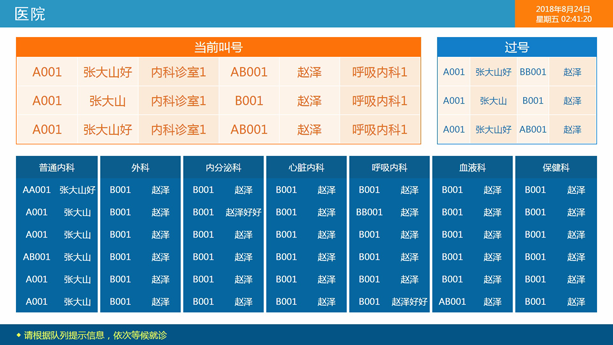 医院
2018年8月24日
星期五 02:41:20
当前叫号
A001 张大山好 内科诊室1 AB001 赵泽 呼吸内科1
A001 张大山 内科诊室1 B001 赵泽 呼吸内科1
A001 张大山好 内科诊室1 AB001 赵泽 呼吸内科1
过号
A001 张大山好 BB001 赵泽
A001 张大山 B001 赵泽
A001 张大山好 AB001 赵泽
普通内科 外科 内分泌科 心脏内科 呼吸内科 血液科 保健科
AA001 张大山好 B001 赵泽 B001 赵泽 B001 赵泽 B001 赵泽 B001 赵泽 B001 赵泽
A001 张大山 B001 赵泽 B001 赵泽好好 B001 赵泽 BB001 赵泽 B001 赵泽 B001 赵泽
A001 张大山 B001 赵泽 B001 赵泽 B001 赵泽 B001 赵泽 B001 赵泽 B001 赵泽
AB001 张大山 B001 赵泽 B001 赵泽 B001 赵泽 B001 赵泽 B001 赵泽 B001 赵泽
A001 张大山 B001 赵泽 B001 赵泽 B001 赵泽 B001 赵泽 B001 赵泽 B001 赵泽
A001 张大山 B001 赵泽 B001 赵泽 B001 赵泽 B001 赵泽好好 AB001 赵泽 B001 赵泽
请根据队列提示信息，依次等候就诊